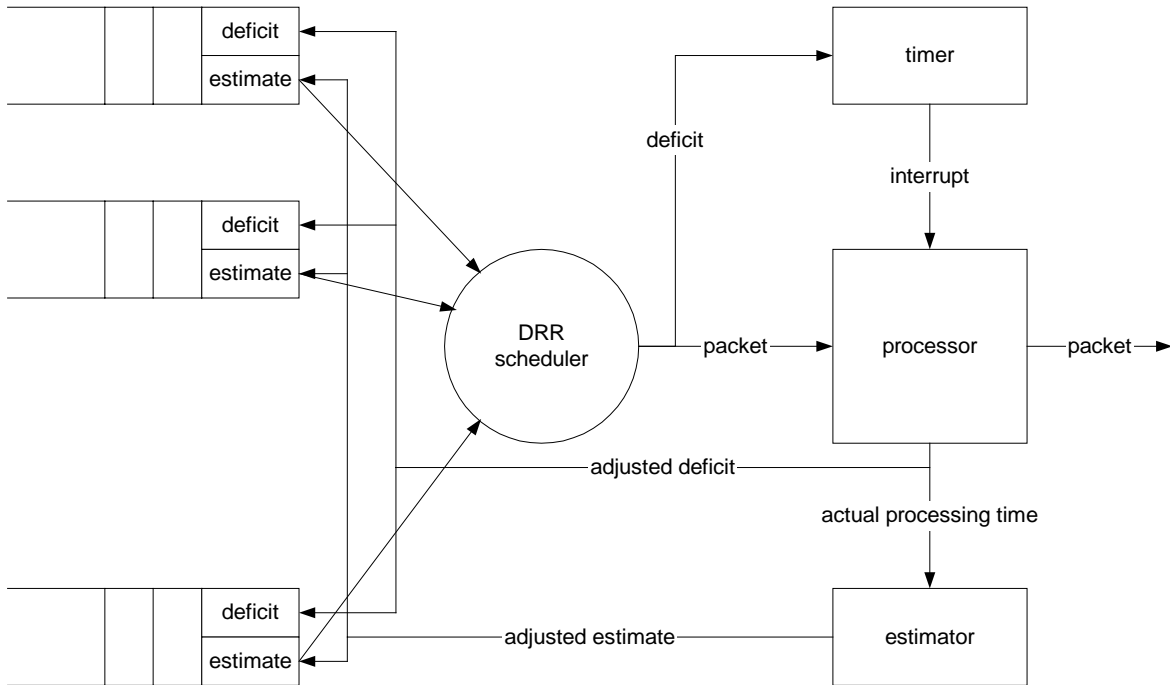 deficit
estimate
timer
deficit
interrupt
deficit
estimate
DRR
scheduler
packet
processor
packet
adjusted deficit
actual processing time
deficit
estimate
adjusted estimate
estimator